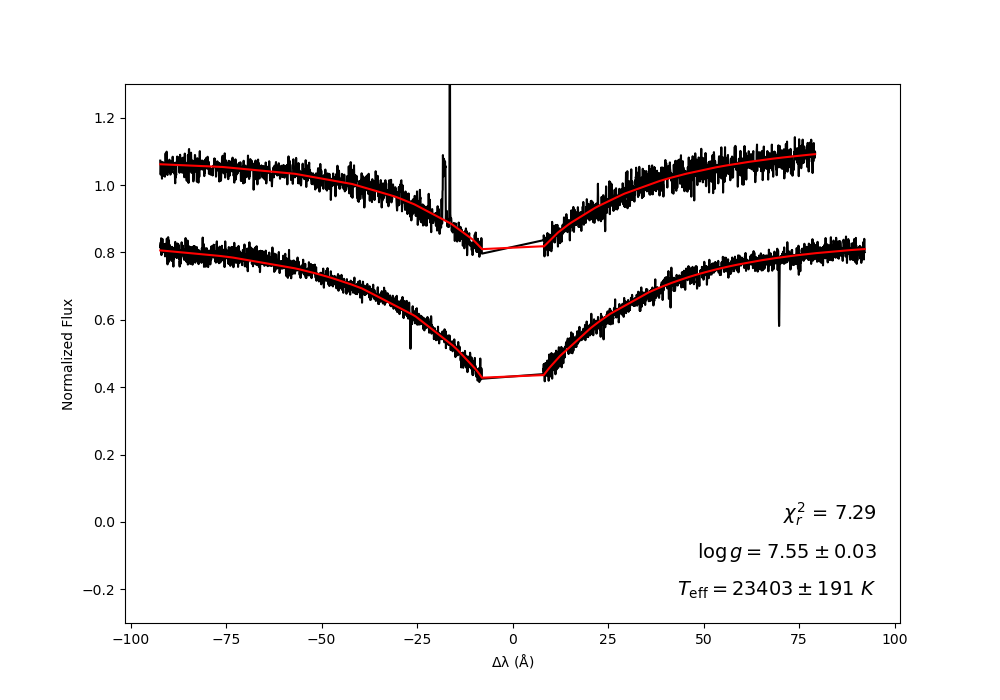 1.2
1.0
0.8
0.6
0.4
0.2
0.0
−0.2
Normalized Flux
χ²ᵣ = 7.29
log g = 7.55 ± 0.03
T_eff = 23403 ± 191 K
−100 −75 −50 −25 0 25 50 75 100
Δλ (Å)